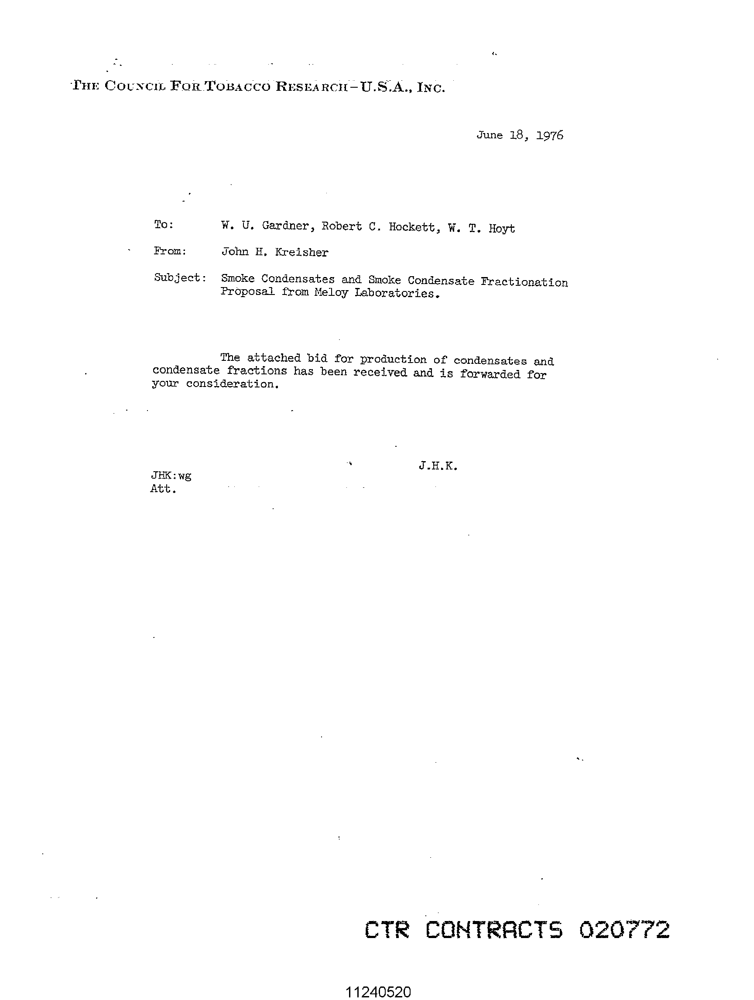 THE COUNCIL FOR TOBACCO RESEARCH-U.S.A., INC.
June 18, 1976
To: W. U. Gardner, Robert C. Hockett, W. T. Hoyt
From: John H. Kreisher
Subject: Smoke Condensates and Smoke Condensate Fractionation
Proposal from Meloy Laboratories.
The attached bid for production of condensates and
condensate fractions has been received and is forwarded for
your consideration.
J.H.K.
JHK:wg
Att.
CTR CONTRACTS 020772
11240520